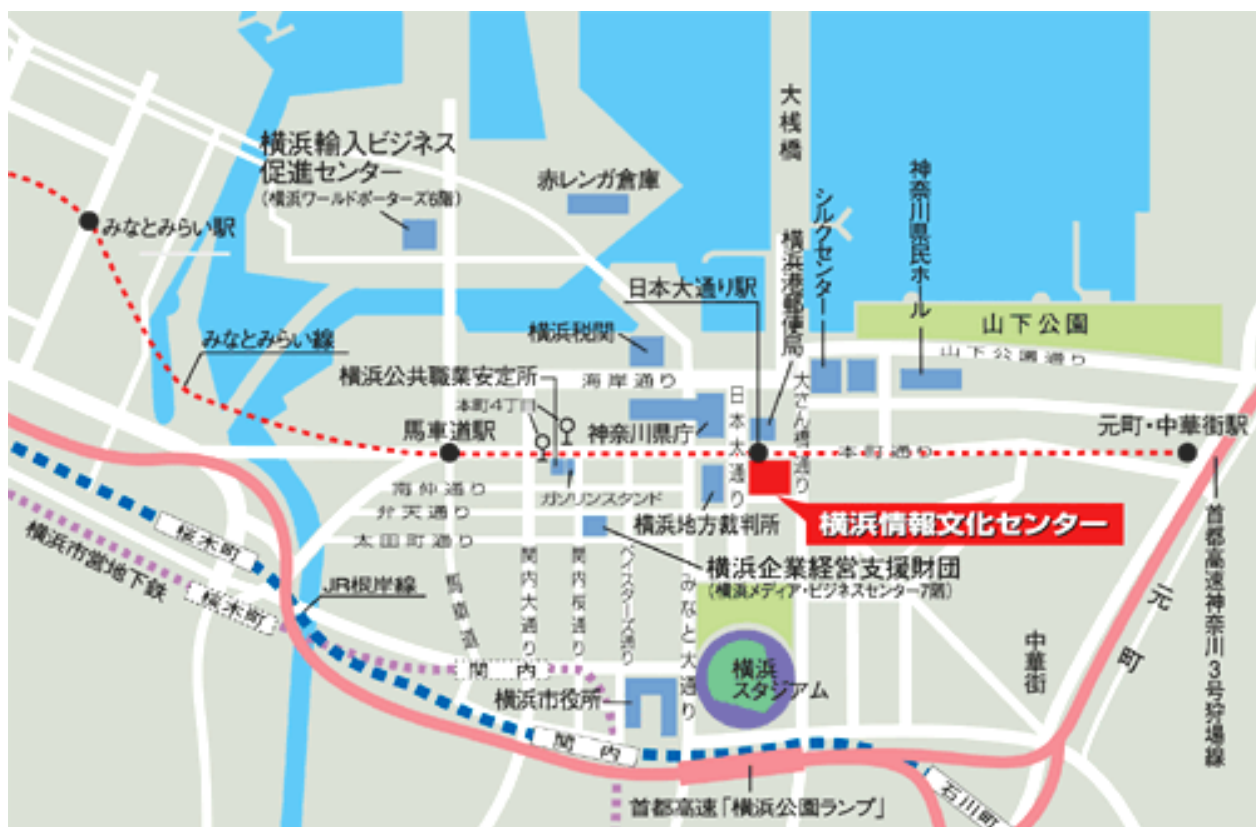 横浜輸入ビジネス
促進センター
（横浜ワールドポーターズ6階）
赤レンガ倉庫
大桟橋
シルクセンター
神奈川県民ホール
みなとみらい駅
日本大通り駅
横浜港郵便局
山下公園
山下公園通り
みなとみらい線
横浜税関
海岸通り
横浜公共職業安定所
本町4丁目
馬車道駅
神奈川県庁
日本大通り
大さん橋通り
本町通り
元町・中華街駅
南仲通り
ガソリンスタンド
弁天通り
横浜地方裁判所
横浜情報文化センター
太田町通り
桜木町
横浜市営地下鉄
桜木町
JR根岸線
馬車道
関内大通り
関内桜通り
ベイスターズ通り
みなと大通り
横浜企業経営支援財団
（横浜メディア・ビジネスセンター7階）
首都高速神奈川3号狩場線
元町
中華街
関内
横浜市役所
横浜
スタジアム
関内
石川町
首都高速「横浜公園ランプ」